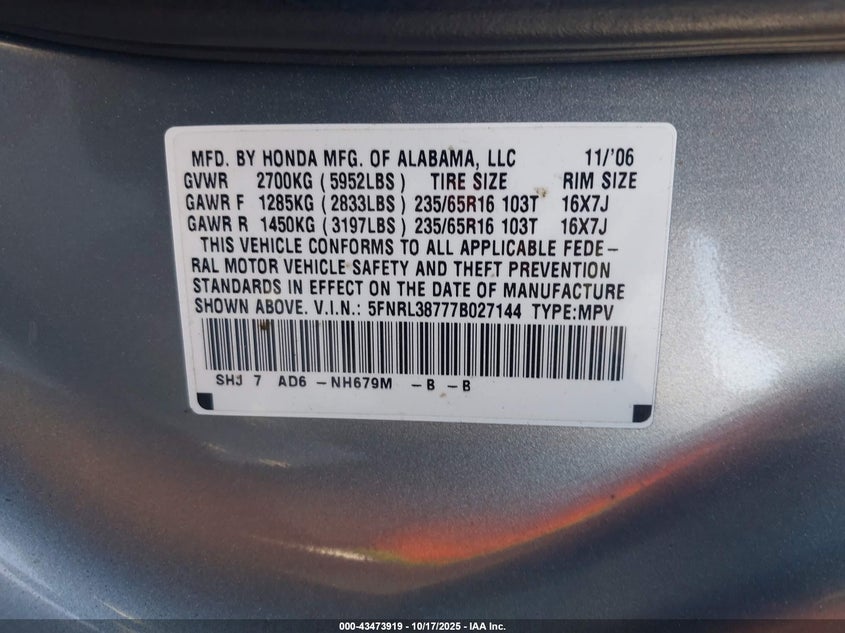 MFD. BY HONDA MFG. OF ALABAMA, LLC 11/'06
GVWR 2700KG (5952LBS) TIRE SIZE RIM SIZE
GAWR F 1285KG (2833LBS) 235/65R16 103T 16X7J
GAWR R 1450KG (3197LBS) 235/65R16 103T 16X7J
THIS VEHICLE CONFORMS TO ALL APPLICABLE FEDE-
RAL MOTOR VEHICLE SAFETY AND THEFT PREVENTION
STANDARDS IN EFFECT ON THE DATE OF MANUFACTURE
SHOWN ABOVE. V.I.N.: 5FNRL38777B027144 TYPE:MPV
SHJ 7 AD6 -NH679M -B -B
000-43473919 - 10/17/2025 - IAA Inc.